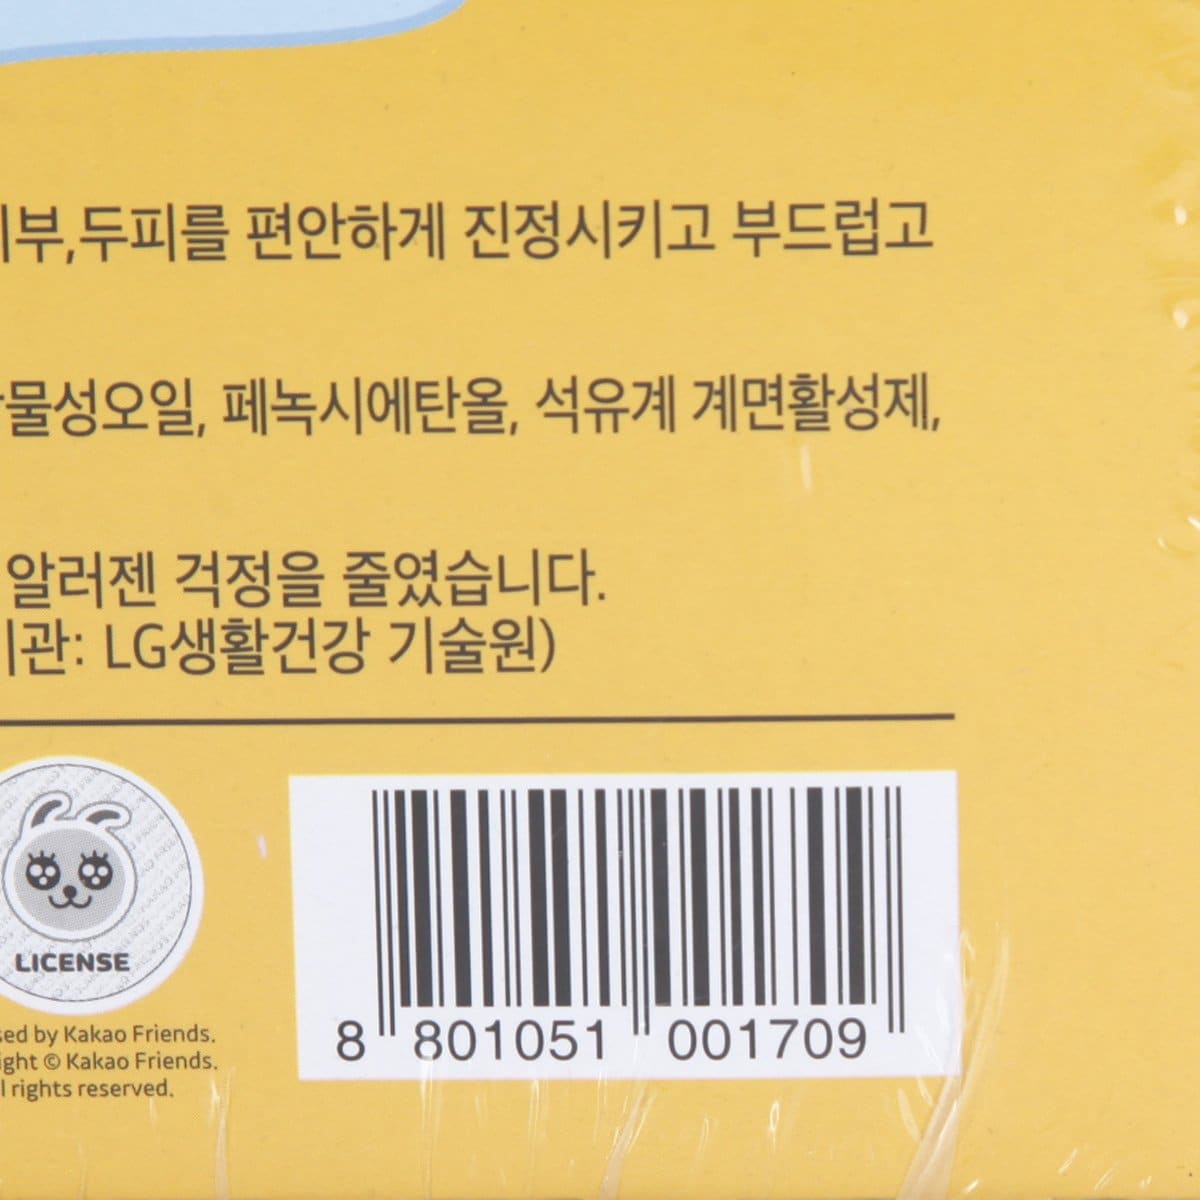 부,두피를 편안하게 진정시키고 부드럽고
물성오일, 페녹시에탄올, 석유계 계면활성제,
알러젠 걱정을 줄였습니다.
관: LG생활건강 기술원)
LICENSE
by Kakao Friends.
© Kakao Friends.
rights reserved.
8 801051 001709